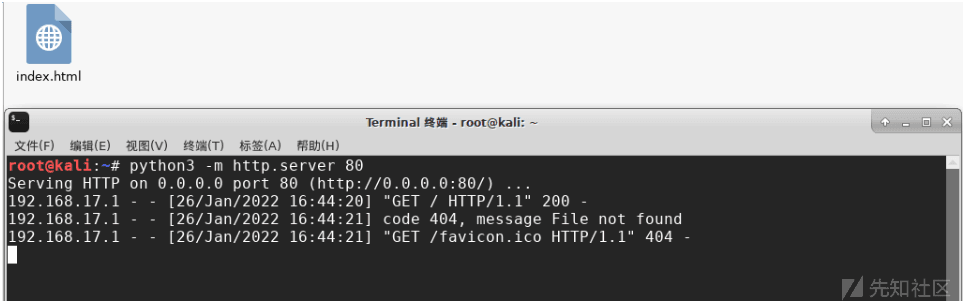 index.html
Terminal 终端 - root@kali: ~
文件(F) 编辑(E) 视图(V) 终端(T) 标签(A) 帮助(H)
root@kali:~# python3 -m http.server 80
Serving HTTP on 0.0.0.0 port 80 (http://0.0.0.0:80/) ...
192.168.17.1 - - [26/Jan/2022 16:44:20] "GET / HTTP/1.1" 200 -
192.168.17.1 - - [26/Jan/2022 16:44:21] code 404, message File not found
192.168.17.1 - - [26/Jan/2022 16:44:21] "GET /favicon.ico HTTP/1.1" 404 -
先知社区